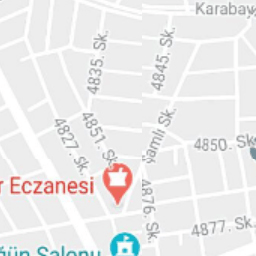 Karabay
4835. Sk.
4845. Sk.
4827. Sk.
4851. Sk.
Şamlı Sk.
4850. Sk.
r Eczanesi
4876. Sk.
4877. Sk.
ğün Salonu